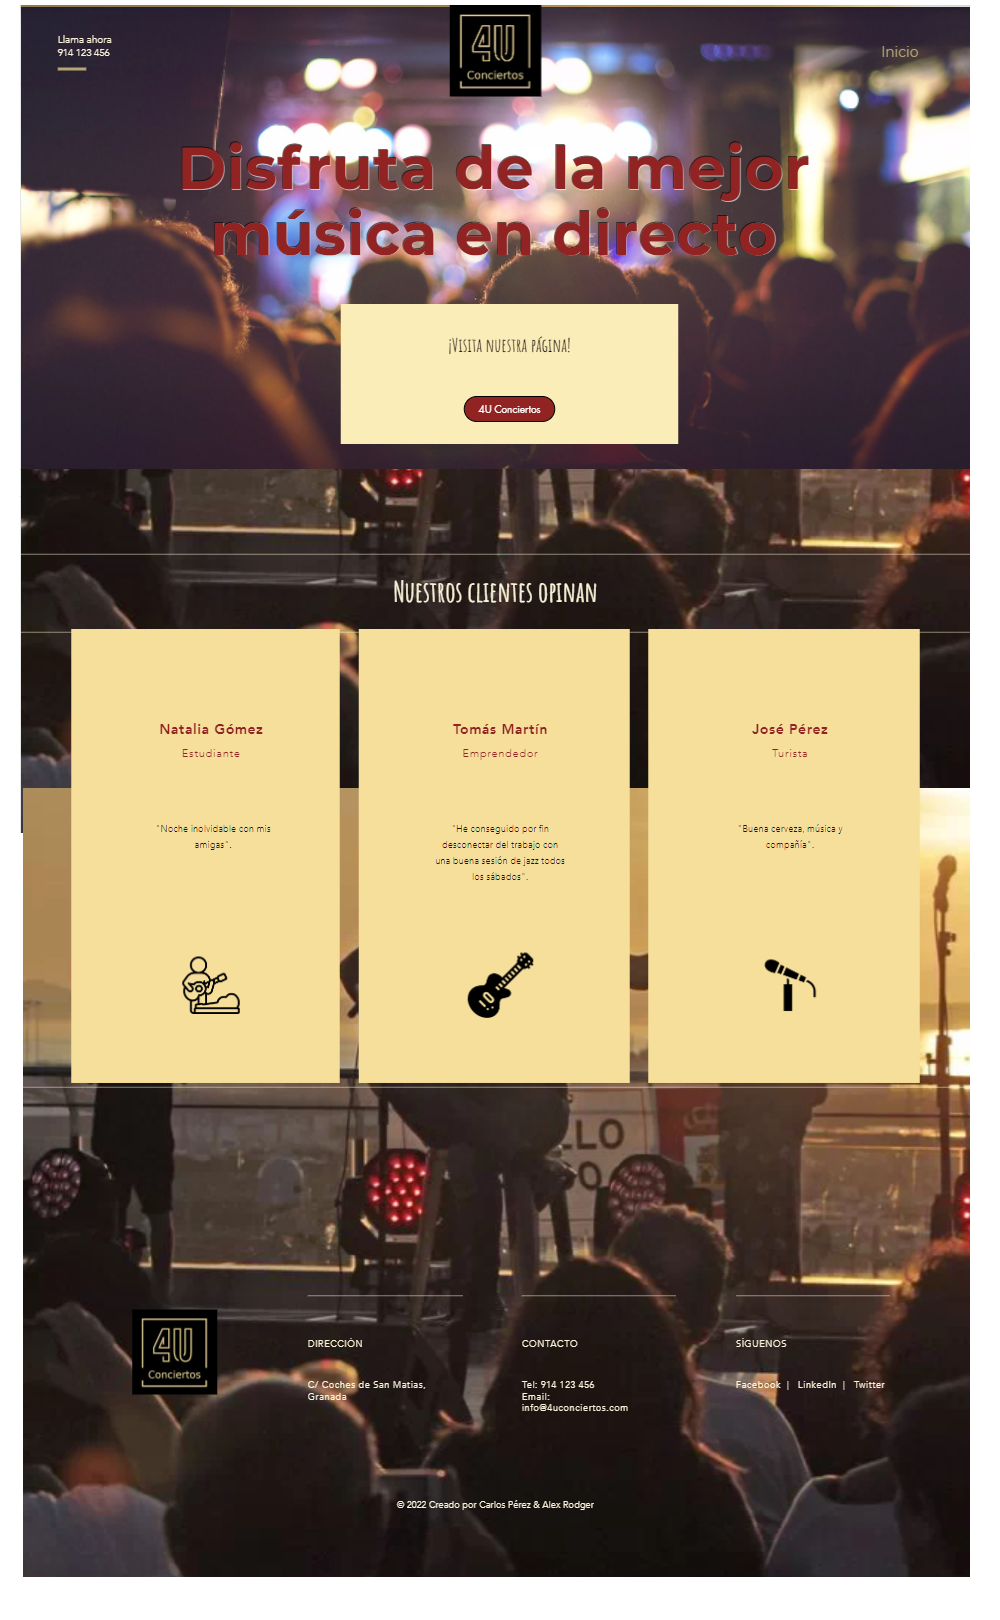 Llama ahora
914 123 456
4U
Conciertos
Inicio
Disfruta de la mejor
música en directo
¡Visita nuestra página!
4U Conciertos
Nuestros clientes opinan
Natalia Gómez
Estudiante
"Noche inolvidable con mis
amigas".
Tomás Martín
Emprendedor
"He conseguido por fin
desconectar del trabajo con
una buena sesión de jazz todos
los sábados".
José Pérez
Turista
"Buena cerveza, música y
compañía".
LLO
O
4U
Conciertos
DIRECCIÓN
C/ Coches de San Matias,
Granada
CONTACTO
Tel: 914 123 456
Email:
info@4uconciertos.com
SÍGUENOS
Facebook | LinkedIn | Twitter
© 2022 Creado por Carlos Pérez & Alex Rodger